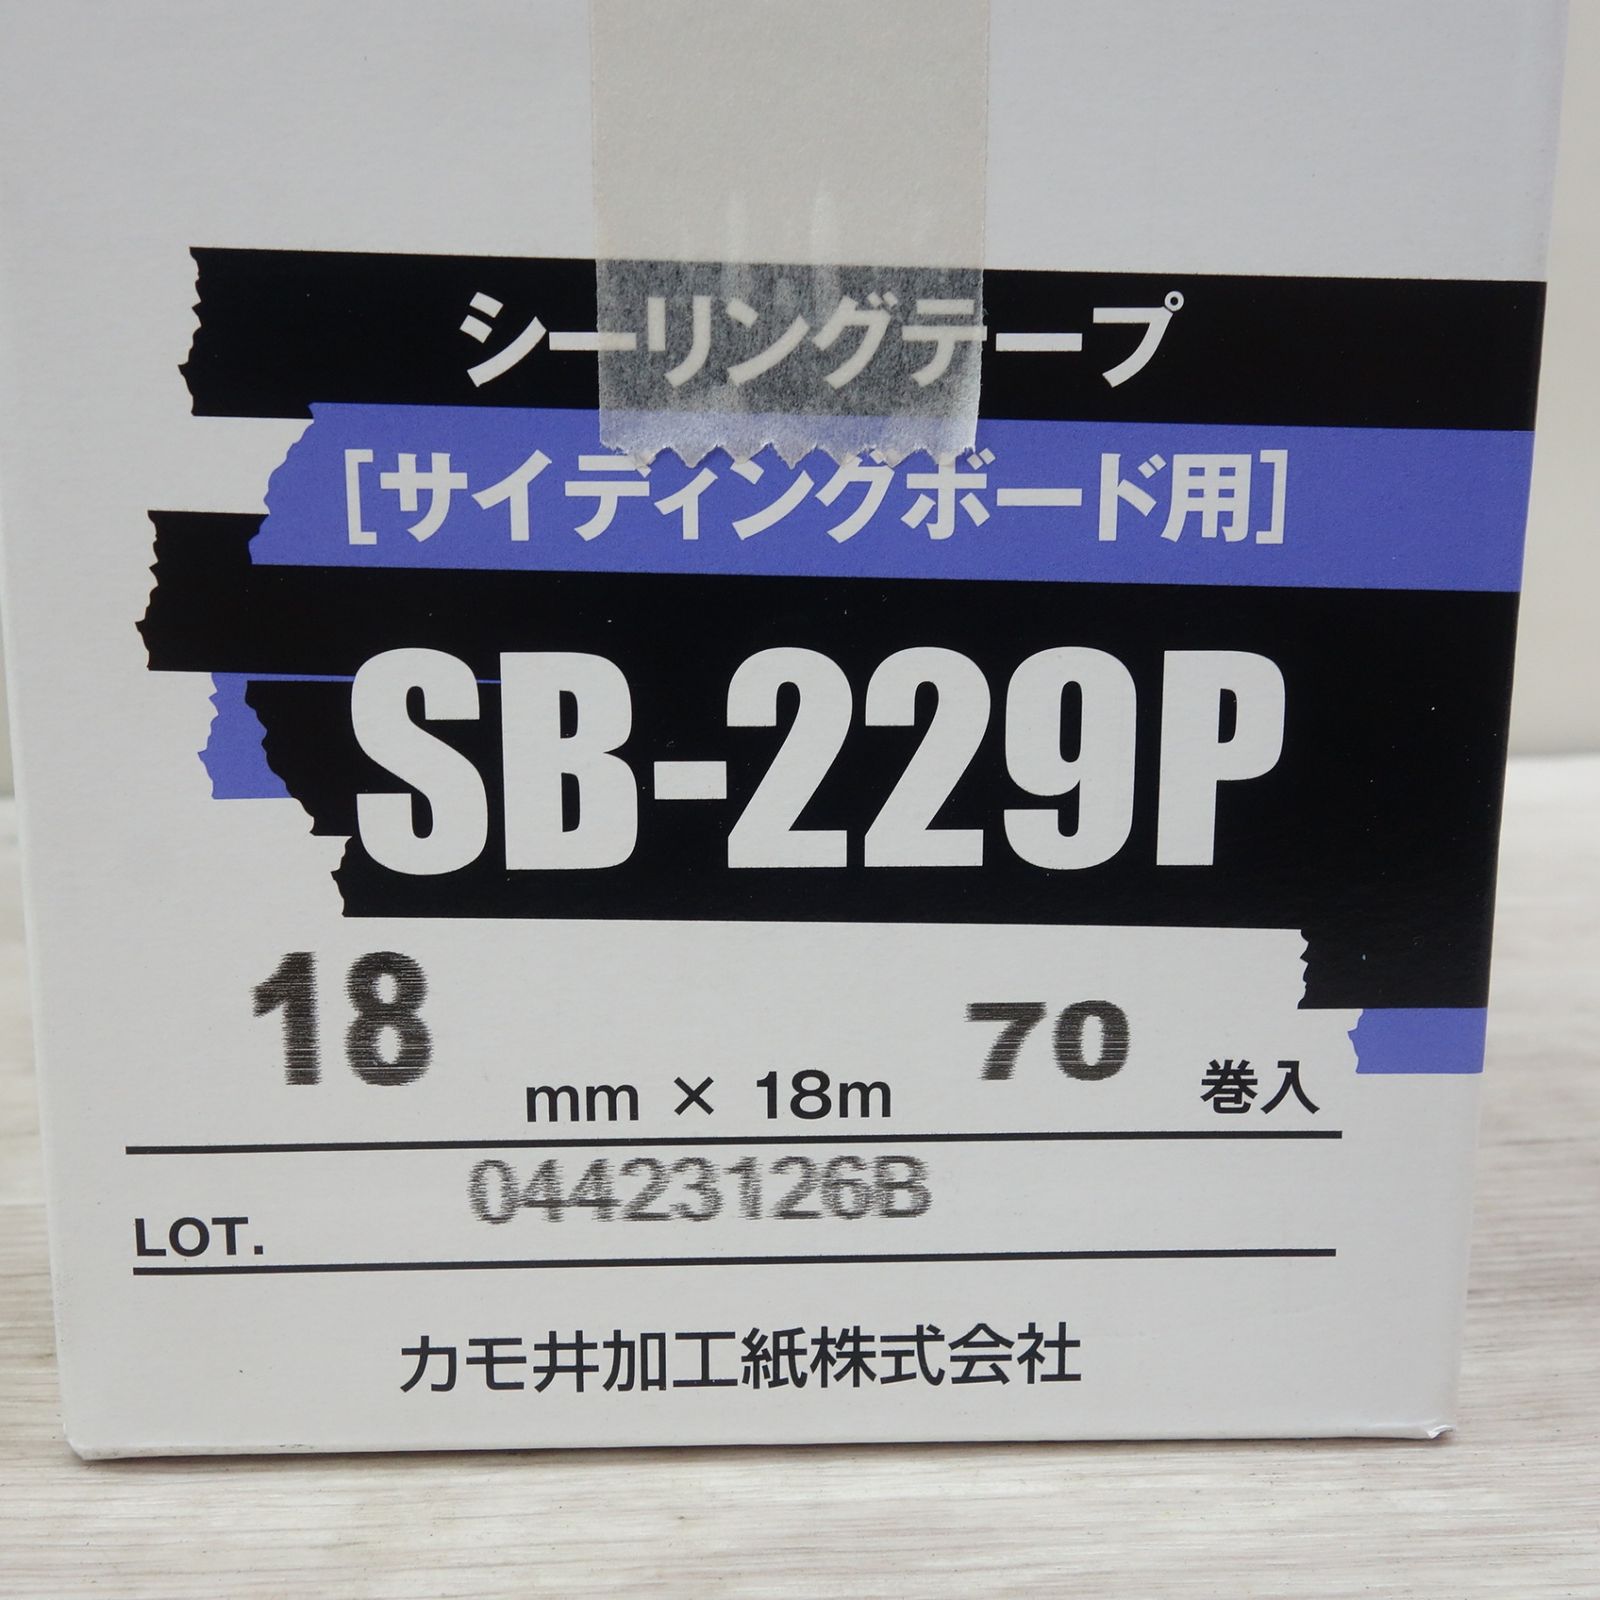 シーリングテープ
[サイディングボード用]
SB-229P
18 mm × 18m 70 巻入
LOT. 04423126B
カモ井加工紙株式会社